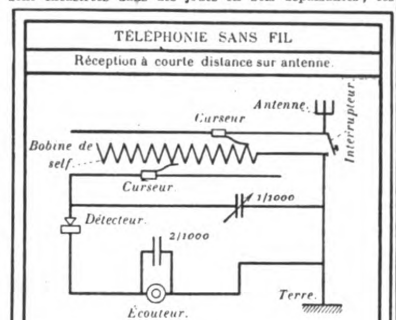 TÉLÉPHONIE SANS FIL
Réception à courte distance sur antenne.
Antenne.
Curseur
Interrupteur.
Bobine de
self.
Curseur.
1/1000
Détecteur.
2/1000
Terre.
Écouteur.